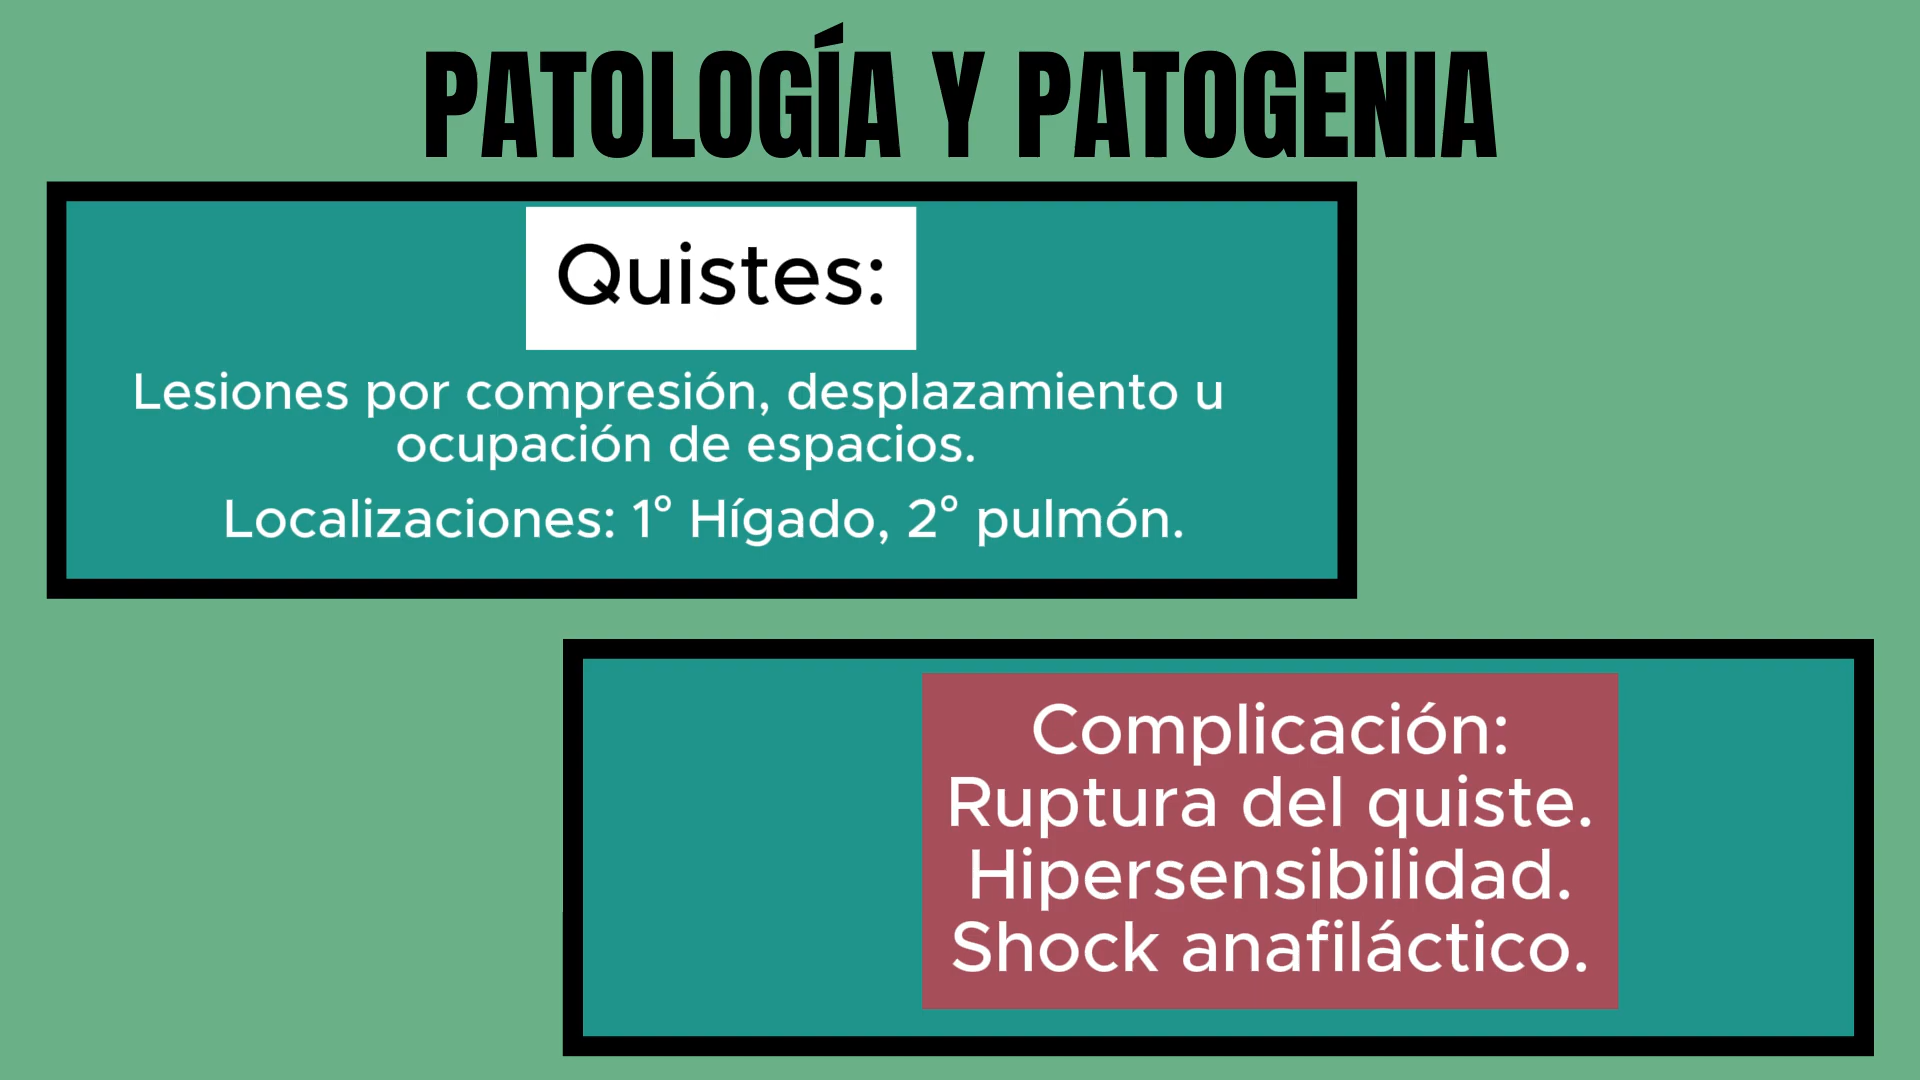 PATOLOGÍA Y PATOGENIA
Quistes:
Lesiones por compresión, desplazamiento u
ocupación de espacios.
Localizaciones: 1° Hígado, 2° pulmón.
Complicación:
Ruptura del quiste.
Hipersensibilidad.
Shock anafiláctico.